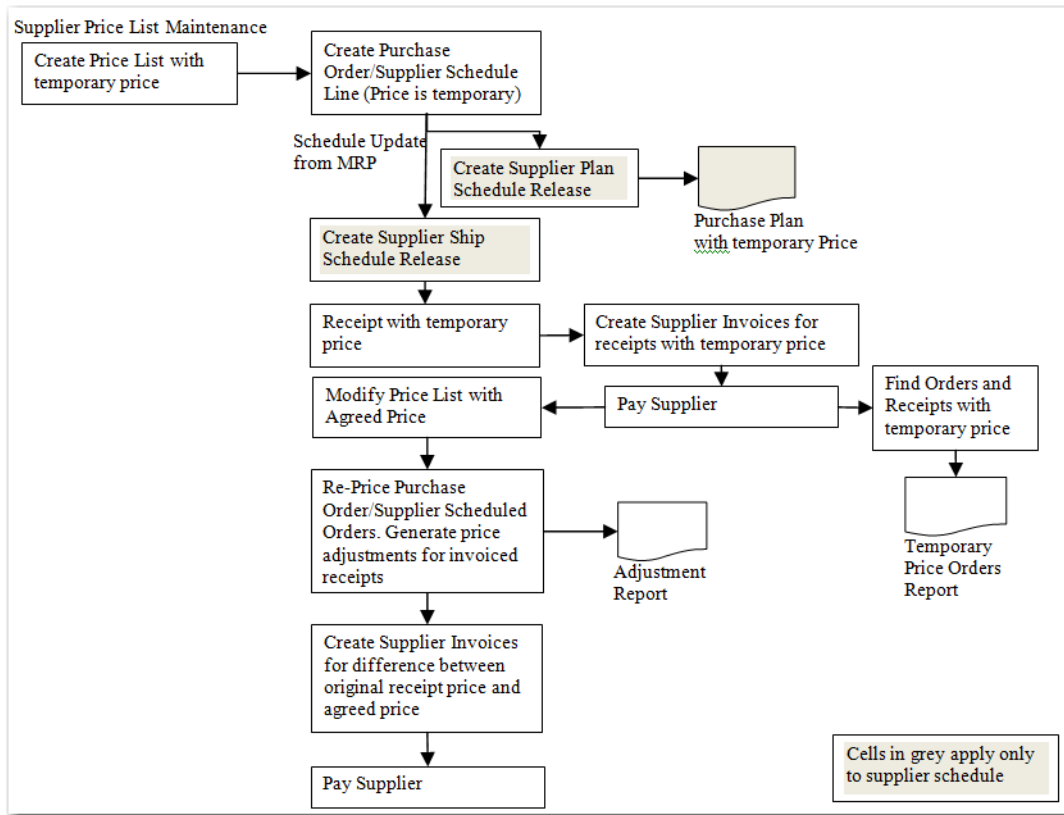 Supplier Price List Maintenance
Create Price List with
temporary price
Create Purchase
Order/Supplier Schedule
Line (Price is temporary)
Schedule Update
from MRP
Create Supplier Plan
Schedule Release
Purchase Plan
with temporary Price
Create Supplier Ship
Schedule Release
Receipt with temporary
price
Create Supplier Invoices for
receipts with temporary price
Modify Price List with
Agreed Price
Pay Supplier
Find Orders and
Receipts with
temporary price
Re-Price Purchase
Order/Supplier Scheduled
Orders. Generate price
adjustments for invoiced
receipts
Adjustment
Report
Temporary
Price Orders
Report
Create Supplier Invoices
for difference between
original receipt price and
agreed price
Pay Supplier
Cells in grey apply only
to supplier schedule